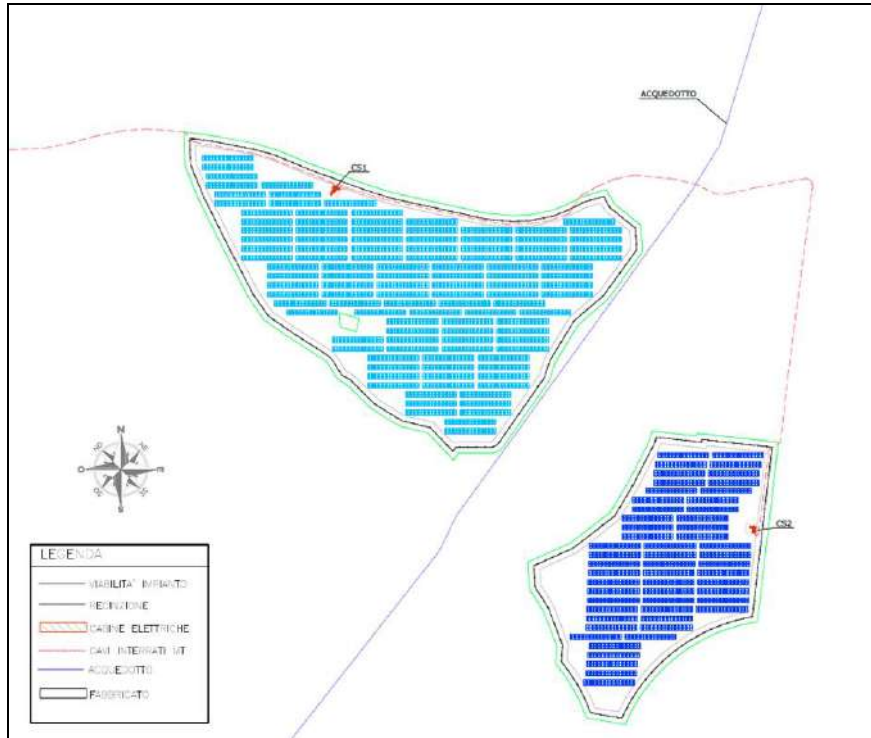 ACQUEDOTTO
CS1
N
O
E
S
CS2
LEGENDA
VIABILITA' IMPIANTO
RECINZIONE
CABINE ELETTRICHE
CAVI INTERRATI MT
ACQUEDOTTO
FABBRICATO